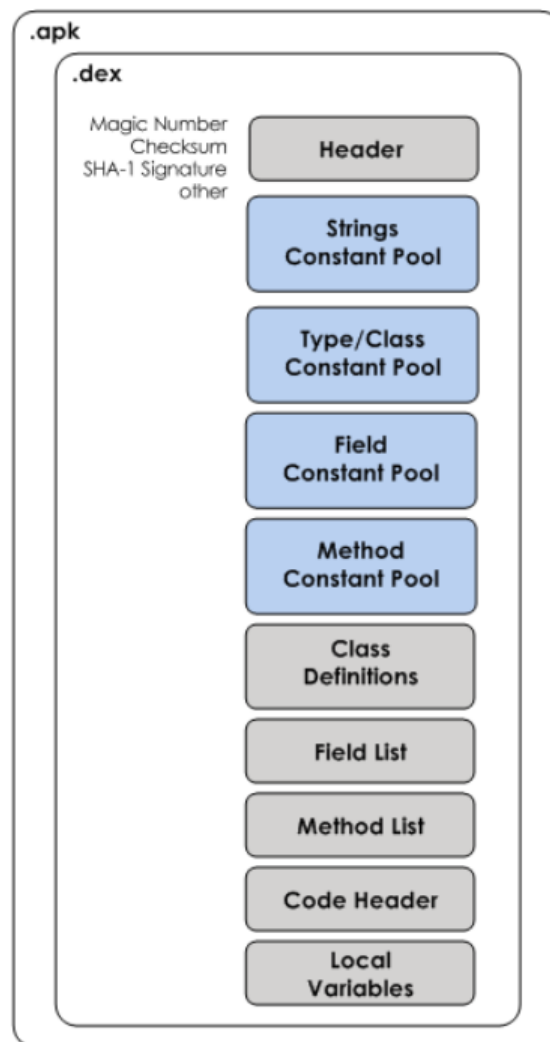 .apk
.dex
Magic Number
Checksum
SHA-1 Signature
other
Header
Strings
Constant Pool
Type/Class
Constant Pool
Field
Constant Pool
Method
Constant Pool
Class
Definitions
Field List
Method List
Code Header
Local
Variables